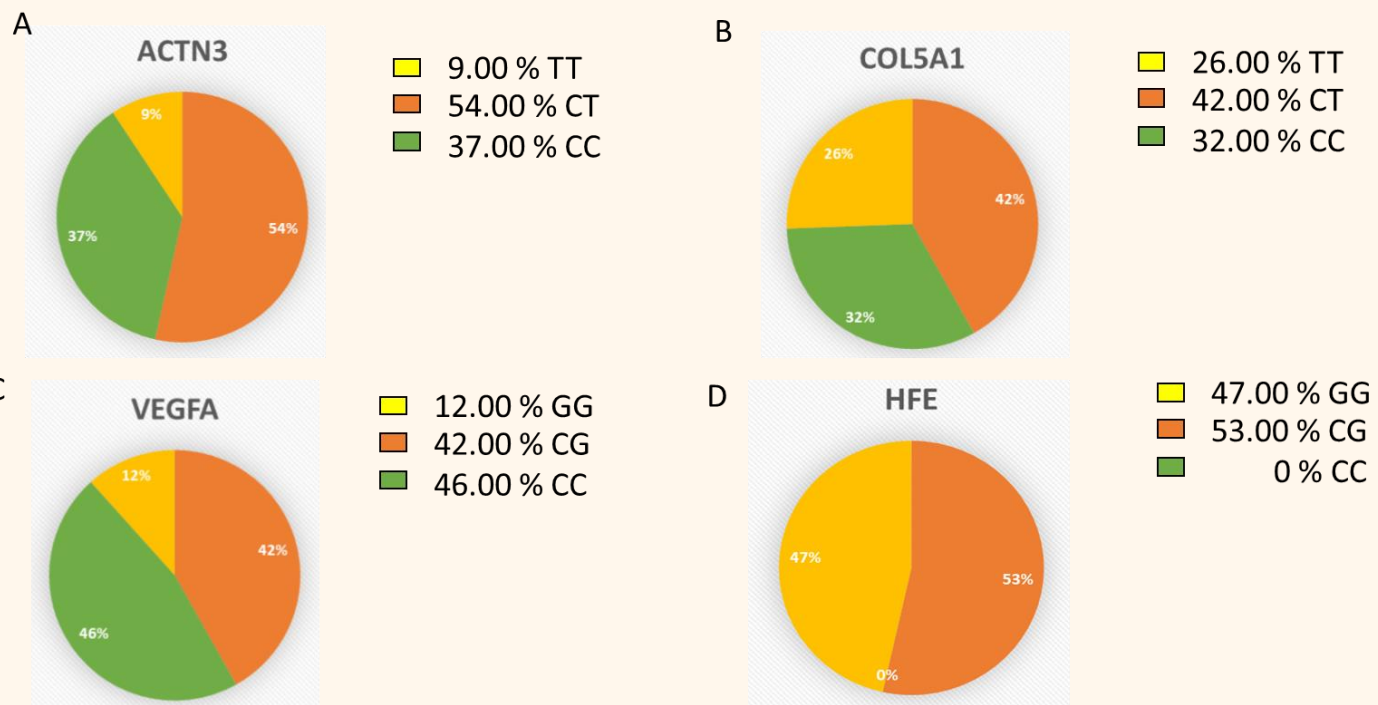 A
ACTN3
9%
37%
54%
9.00 % TT
54.00 % CT
37.00 % CC
B
COL5A1
26%
42%
32%
26.00 % TT
42.00 % CT
32.00 % CC
C
VEGFA
12%
42%
46%
12.00 % GG
42.00 % CG
46.00 % CC
D
HFE
47%
53%
0%
47.00 % GG
53.00 % CG
0 % CC